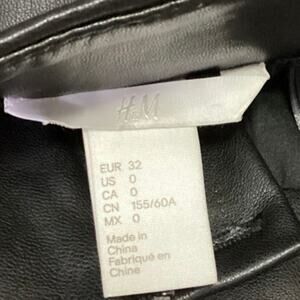 H&M
EUR 32
US 0
CA 0
CN 155/60A
MX 0
Made in
China
Fabriqué en
Chine